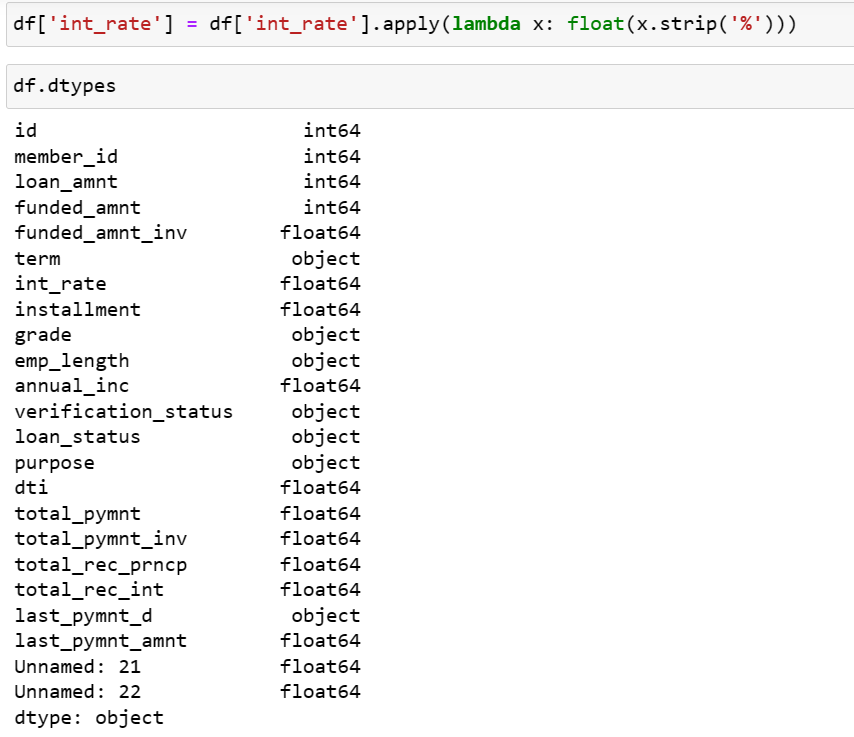 df['int_rate'] = df['int_rate'].apply(lambda x: float(x.strip('%')))
df.dtypes
id int64
member_id int64
loan_amnt int64
funded_amnt int64
funded_amnt_inv float64
term object
int_rate float64
installment float64
grade object
emp_length object
annual_inc float64
verification_status object
loan_status object
purpose object
dti float64
total_pymnt float64
total_pymnt_inv float64
total_rec_prncp float64
total_rec_int float64
last_pymnt_d object
last_pymnt_amnt float64
Unnamed: 21 float64
Unnamed: 22 float64
dtype: object